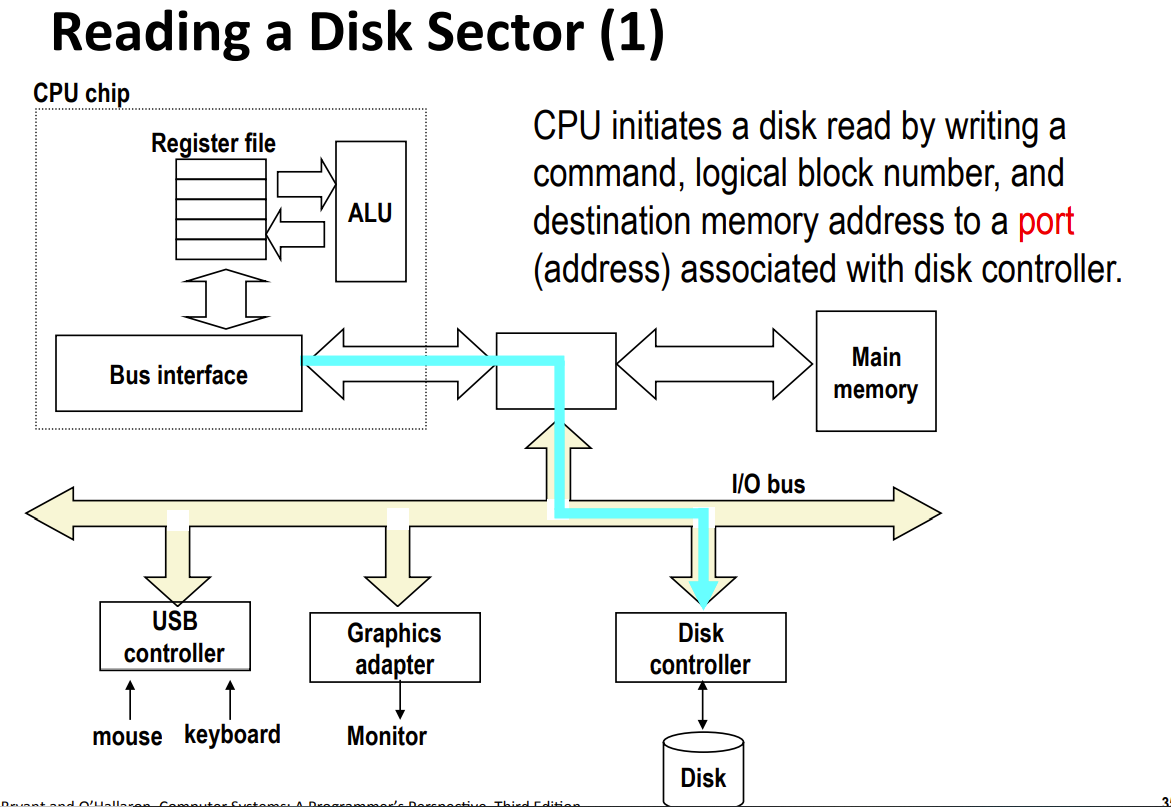 Reading a Disk Sector (1)
CPU chip
Register file
ALU
CPU initiates a disk read by writing a
command, logical block number, and
destination memory address to a port
(address) associated with disk controller.
Bus interface
Main
memory
I/O bus
USB
controller
Graphics
adapter
Disk
controller
mouse
keyboard
Monitor
Disk
Bryant and O'Hallaron, Computer Systems: A Programmer's Perspective, Third Edition